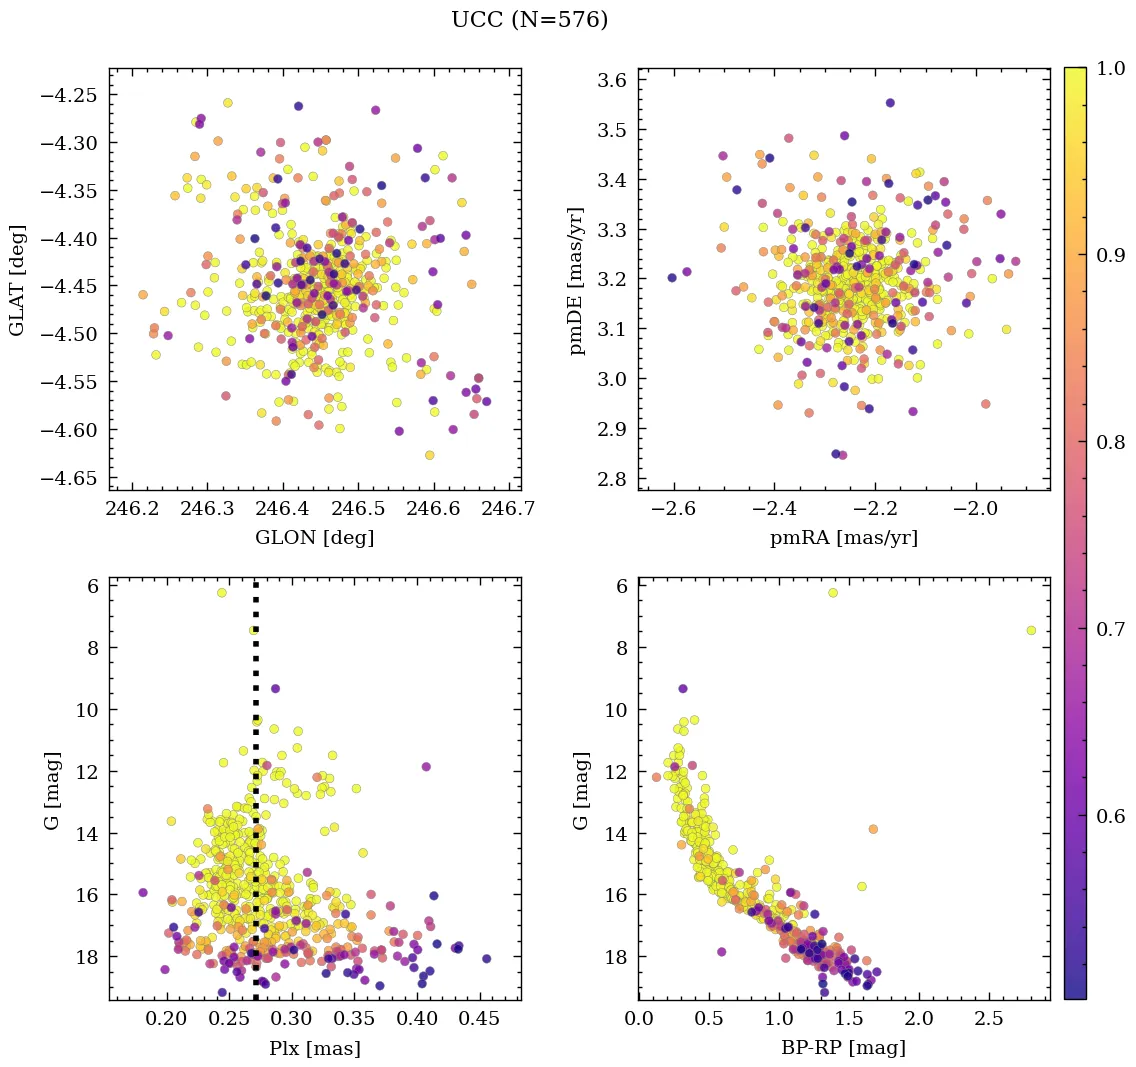 UCC (N=576)
−4.25
−4.30
−4.35
−4.40
−4.45
−4.50
−4.55
−4.60
−4.65
GLAT [deg]
246.2 246.3 246.4 246.5 246.6 246.7
GLON [deg]
3.6
3.5
3.4
3.3
3.2
3.1
3.0
2.9
2.8
pmDE [mas/yr]
−2.6 −2.4 −2.2 −2.0
pmRA [mas/yr]
1.0
0.9
0.8
0.7
0.6
6
8
10
12
14
16
18
G [mag]
0.20 0.25 0.30 0.35 0.40 0.45
Plx [mas]
6
8
10
12
14
16
18
G [mag]
0.0 0.5 1.0 1.5 2.0 2.5
BP-RP [mag]